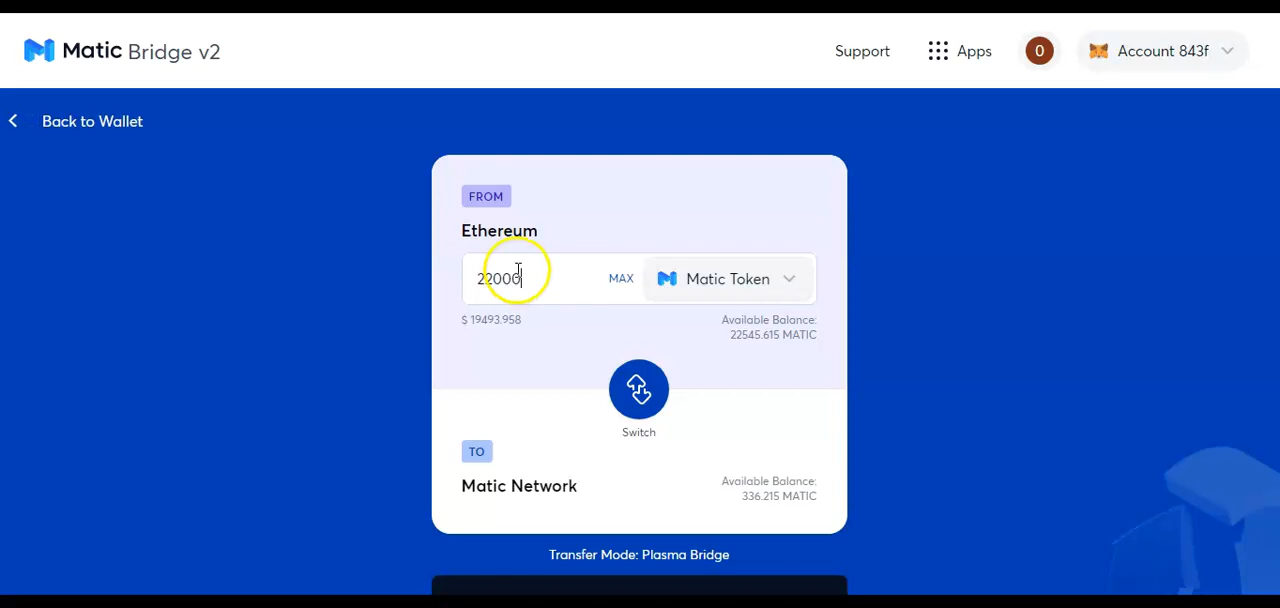 Matic Bridge v2
Support
Apps
0
Account 843f
Back to Wallet
FROM
Ethereum
22000
MAX
Matic Token
$ 19493.958
Available Balance:
22545.615 MATIC
Switch
TO
Matic Network
Available Balance:
336.215 MATIC
Transfer Mode: Plasma Bridge